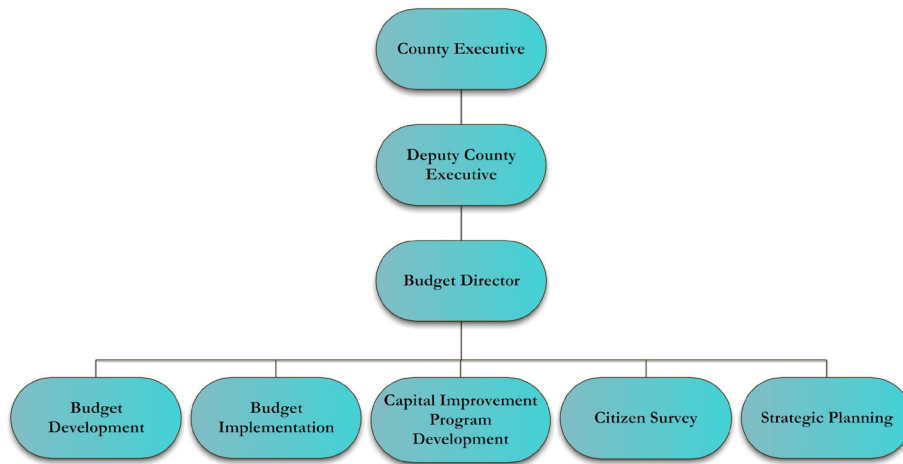 County Executive
Deputy County
Executive
Budget Director
Budget
Development
Budget
Implementation
Capital Improvement
Program
Development
Citizen Survey
Strategic Planning